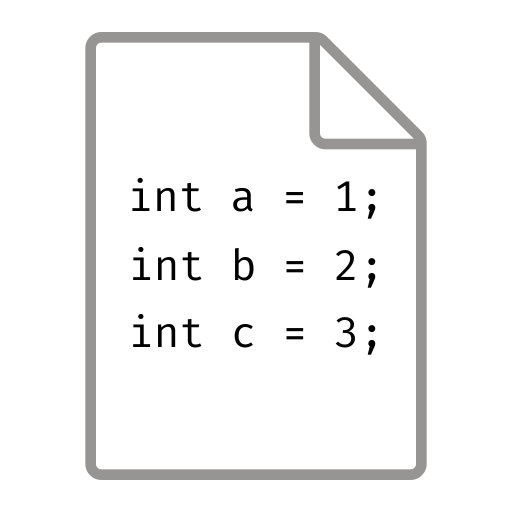 int a = 1;
int b = 2;
int c = 3;